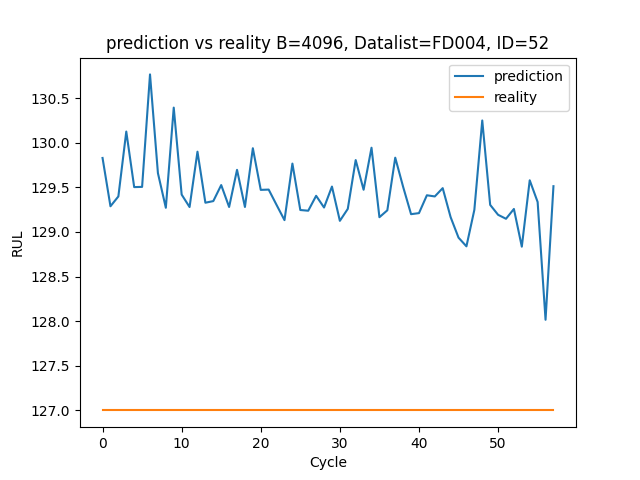 prediction vs reality B=4096, Datalist=FD004, ID=52
prediction
reality
130.5
130.0
129.5
129.0
128.5
128.0
127.5
127.0
RUL
0 10 20 30 40 50
Cycle